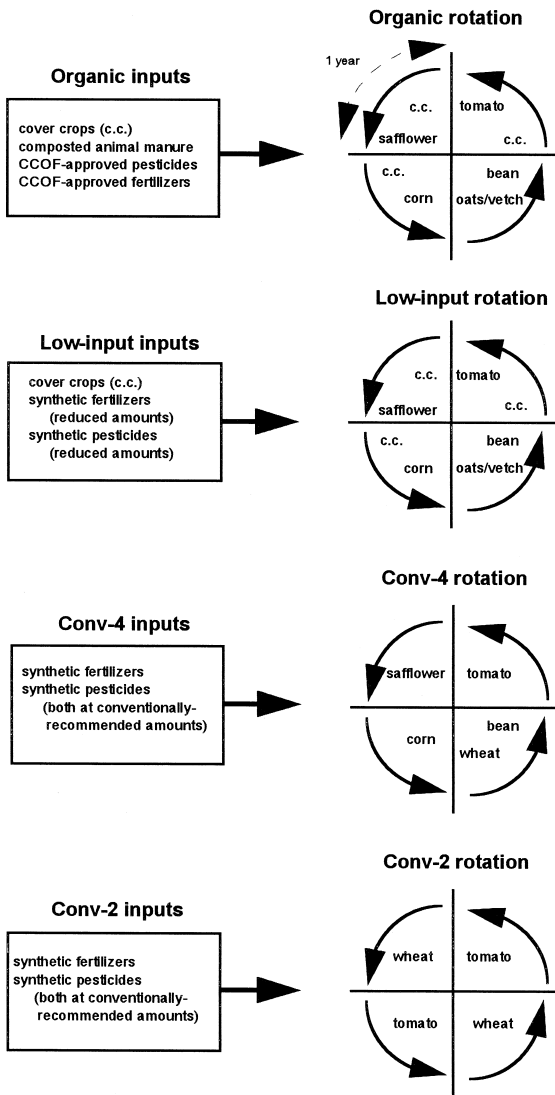 Organic rotation
1 year
Organic inputs
cover crops (c.c.)
composted animal manure
CCOF-approved pesticides
CCOF-approved fertilizers
c.c. tomato
safflower c.c.
c.c. bean
corn oats/vetch
Low-input rotation
Low-input inputs
cover crops (c.c.)
synthetic fertilizers
(reduced amounts)
synthetic pesticides
(reduced amounts)
c.c. tomato
safflower c.c.
c.c. bean
corn oats/vetch
Conv-4 rotation
Conv-4 inputs
synthetic fertilizers
synthetic pesticides
(both at conventionally-
recommended amounts)
safflower tomato
corn bean
wheat
Conv-2 rotation
Conv-2 inputs
synthetic fertilizers
synthetic pesticides
(both at conventionally-
recommended amounts)
wheat tomato
tomato wheat